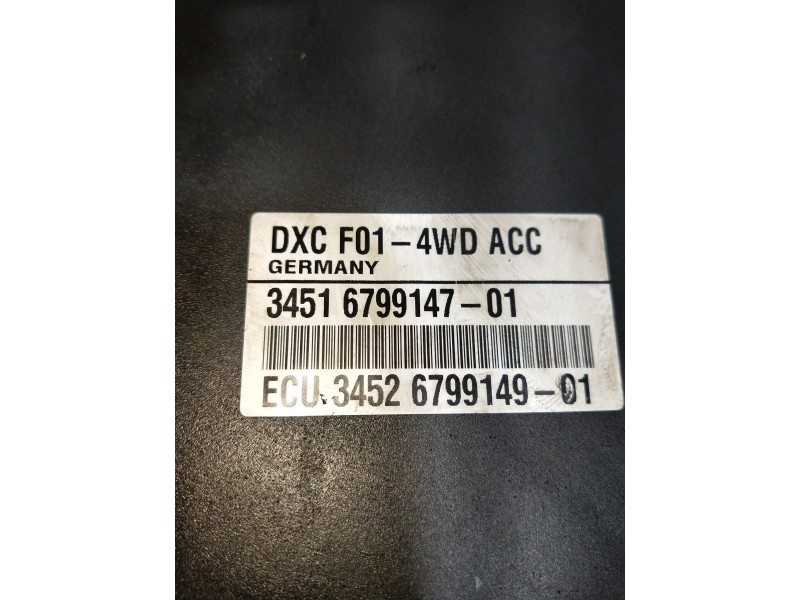 DXC F01-4WD ACC
GERMANY
3451 6799147-01
ECU. 3452 6799149-01